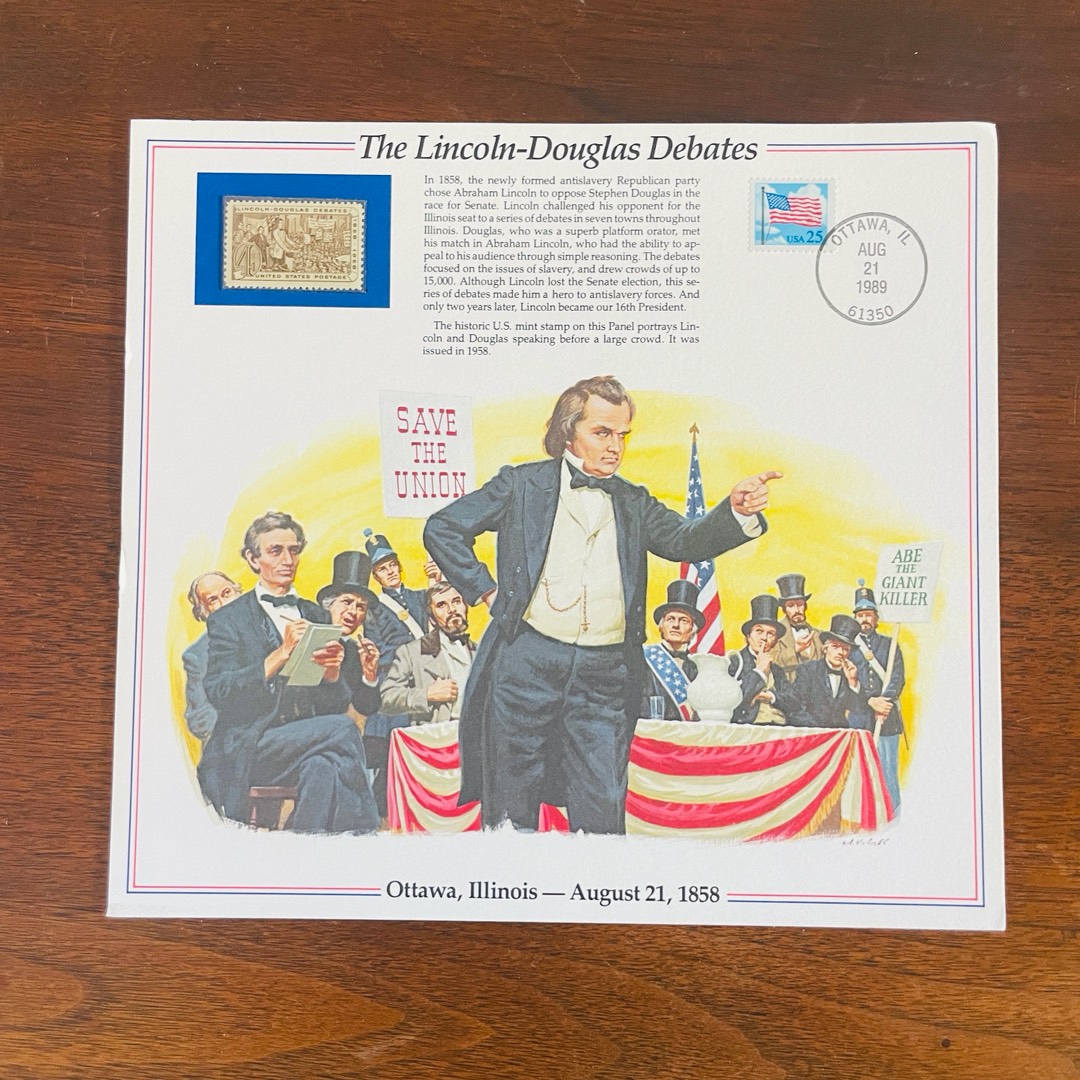 The Lincoln-Douglas Debates
LINCOLN-DOUGLAS DEBATES
1858-1958
UNITED STATES POSTAGE
In 1858, the newly formed antislavery Republican party
chose Abraham Lincoln to oppose Stephen Douglas in the
race for Senate. Lincoln challenged his opponent for the
Illinois seat to a series of debates in seven towns throughout
Illinois. Douglas, who was a superb platform orator, met
his match in Abraham Lincoln, who had the ability to ap-
peal to his audience through simple reasoning. The debates
focused on the issues of slavery, and drew crowds of up to
15,000. Although Lincoln lost the Senate election, this se-
ries of debates made him a hero to antislavery forces. And
only two years later, Lincoln became our 16th President.
The historic U.S. mint stamp on this Panel portrays Lin-
coln and Douglas speaking before a large crowd. It was
issued in 1958.
USA 25
OTTAWA, IL
AUG
21
1989
61350
SAVE
THE
UNION
ABE
THE
GIANT
KILLER
Ottawa, Illinois — August 21, 1858